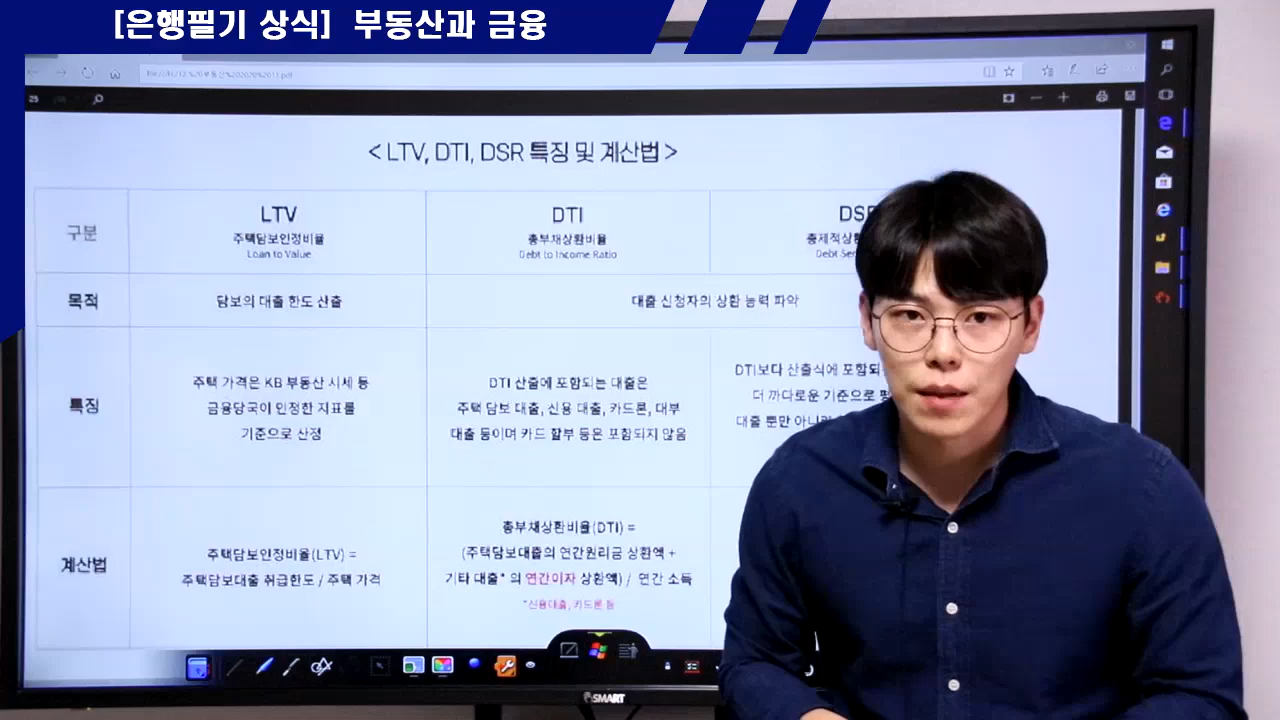 [은행필기 상식] 부동산과 금융
25
< LTV, DTI, DSR 특징 및 계산법 >
구분
LTV
주택담보인정비율
Loan to Value
DTI
총부채상환비율
Debt to Income Ratio
DSR
총체적상환
Debt Ser
목적
담보의 대출 한도 산출
대출 신청자의 상환 능력 파악
특징
주택 가격은 KB 부동산 시세 등
금융당국이 인정한 지표를
기준으로 산정
DTI 산출에 포함되는 대출은
주택 담보 대출, 신용 대출, 카드론, 대부
대출 등이며 카드 할부 등은 포함되지 않음
DTI보다 산출식에 포함되
더 까다로운 기준으로 평
대출 뿐만 아니라
계산법
주택담보인정비율(LTV) =
주택담보대출 취급한도 / 주택 가격
총부채상환비율(DTI) =
(주택담보대출의 연간원리금 상환액 +
기타 대출* 의 연간이자 상환액) / 연간 소득
*신용대출, 카드론 등
SMART